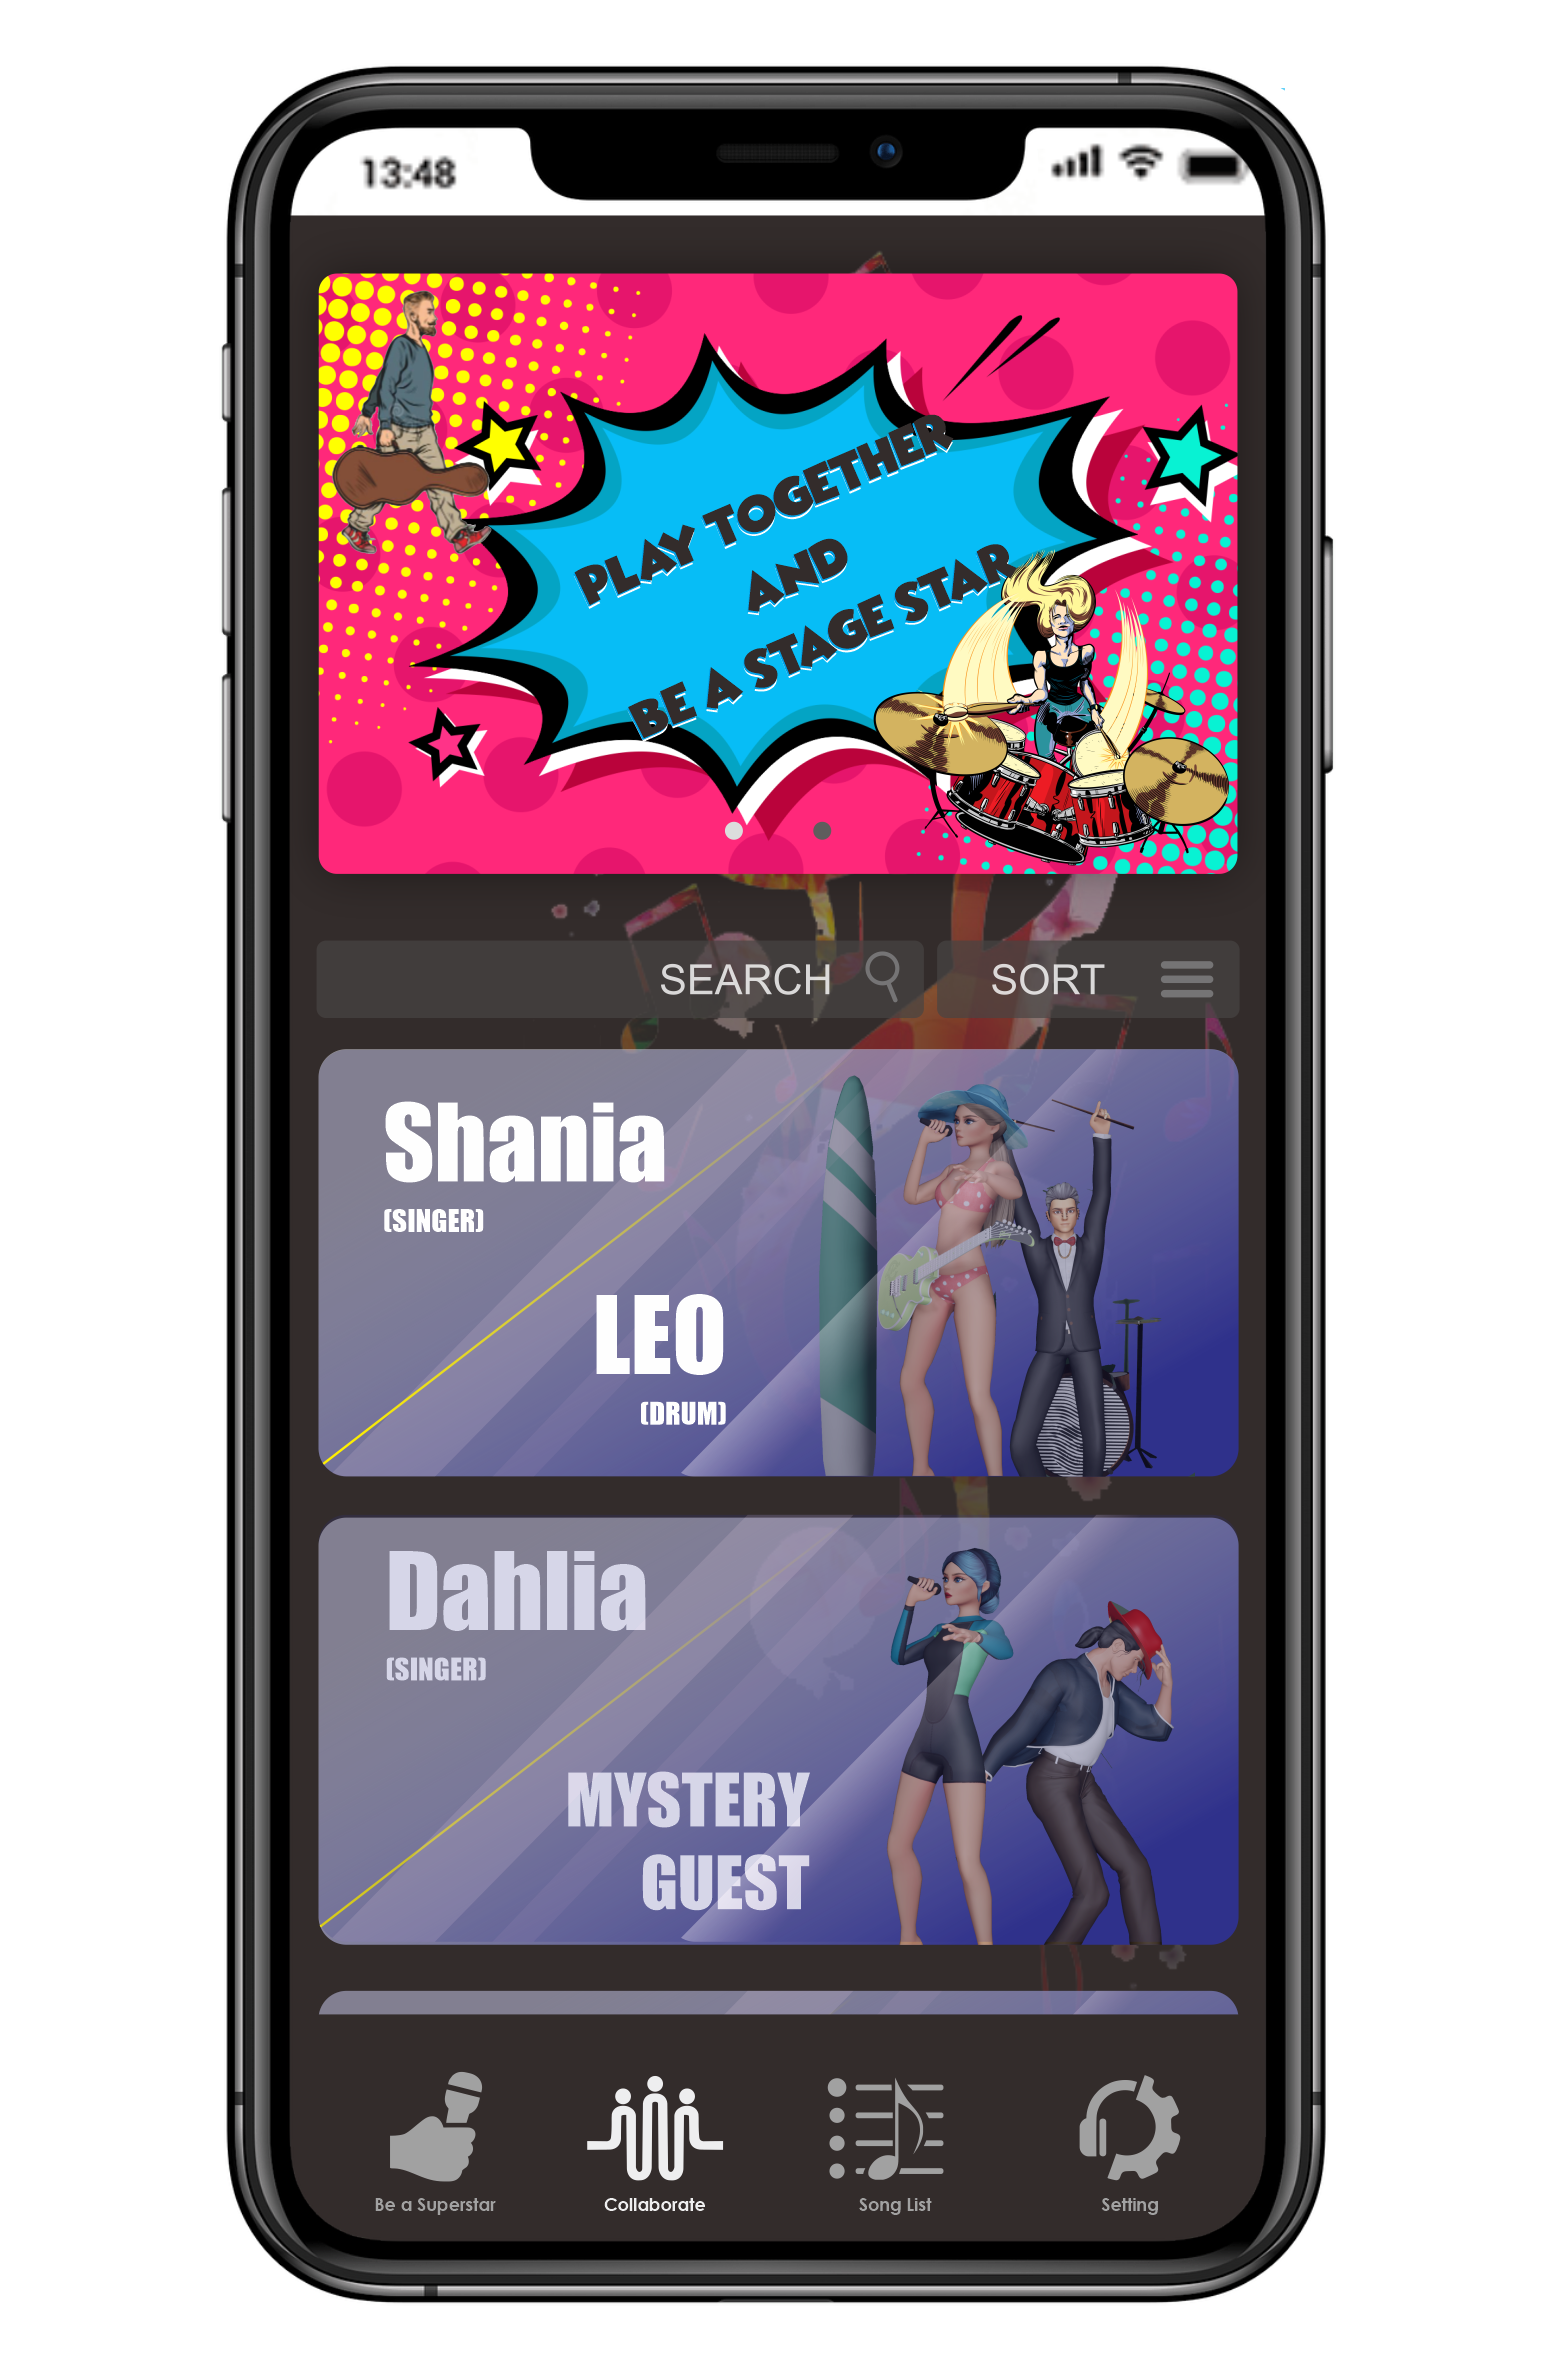 13:48
PLAY TOGETHER
AND
BE A STAGE STAR
SEARCH
SORT
Shania
(SINGER)
LEO
(DRUM)
Dahlia
(SINGER)
MYSTERY
GUEST
Be a Superstar
Collaborate
Song List
Setting